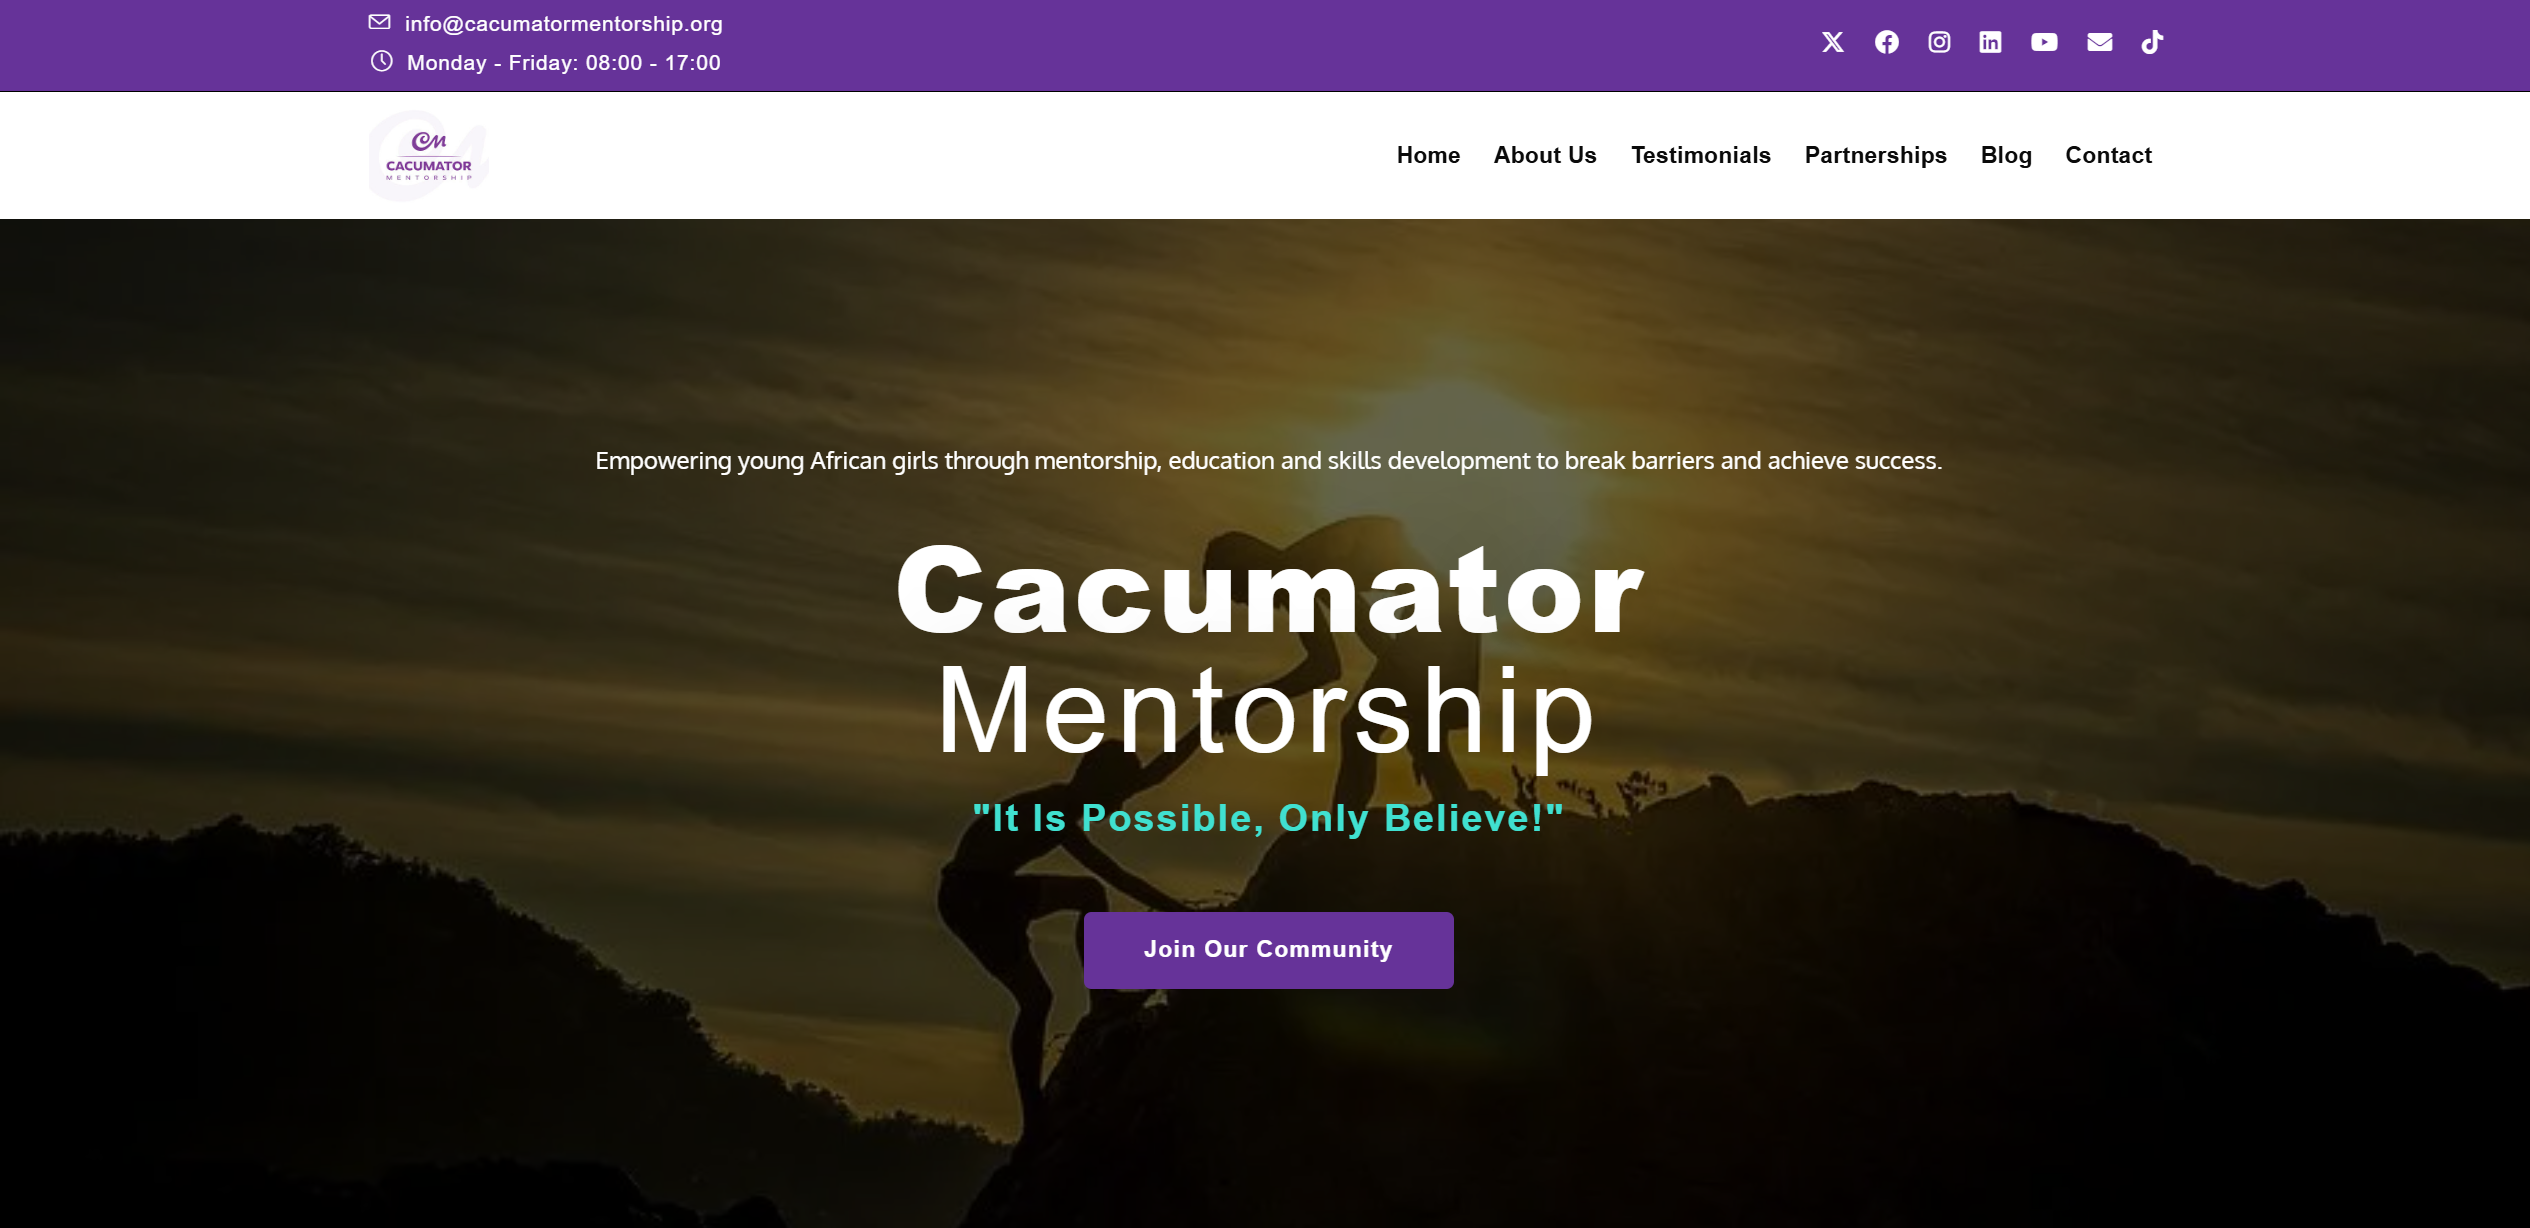 info@cacumatormentorship.org
Monday - Friday: 08:00 - 17:00
CM
CACUMATOR
MENTORSHIP
Home About Us Testimonials Partnerships Blog Contact
Empowering young African girls through mentorship, education and skills development to break barriers and achieve success.
Cacumator
Mentorship
"It Is Possible, Only Believe!"
Join Our Community